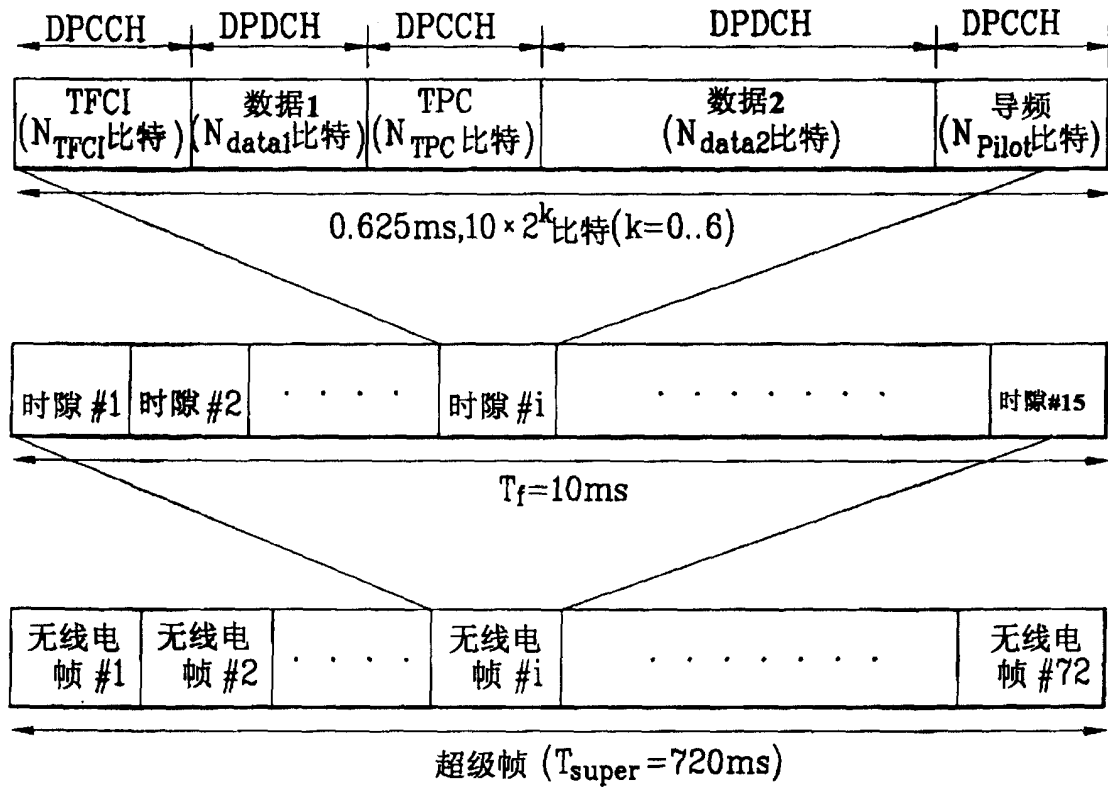 DPCCH DPDCH DPCCH DPDCH DPCCH
TFCI 数据1 TPC 数据2 导频
(N_TFCI比特) (N_data1比特) (N_TPC比特) (N_data2比特) (N_Pilot比特)
0.625ms,10×2^k比特(k=0..6)
时隙 #1 时隙 #2 · · · · 时隙 #i · · · · · · · 时隙#15
T_f=10ms
无线电 无线电 无线电 无线电
帧 #1 帧 #2 · · · · 帧 #i · · · · · · · 帧 #72
超级帧 (T_super=720ms)